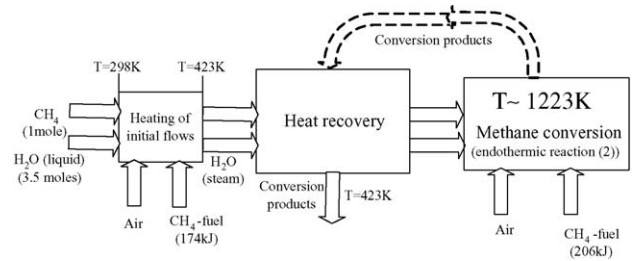 Conversion products
T=298K
T=423K
CH₄
(1mole)
H₂O (liquid)
(3.5 moles)
Heating of
initial flows
H₂O
(steam)
Air
CH₄-fuel
(174kJ)
Heat recovery
Conversion
products
T=423K
T~ 1223K
Methane conversion
(endothermic reaction (2))
Air
CH₄-fuel
(206kJ)